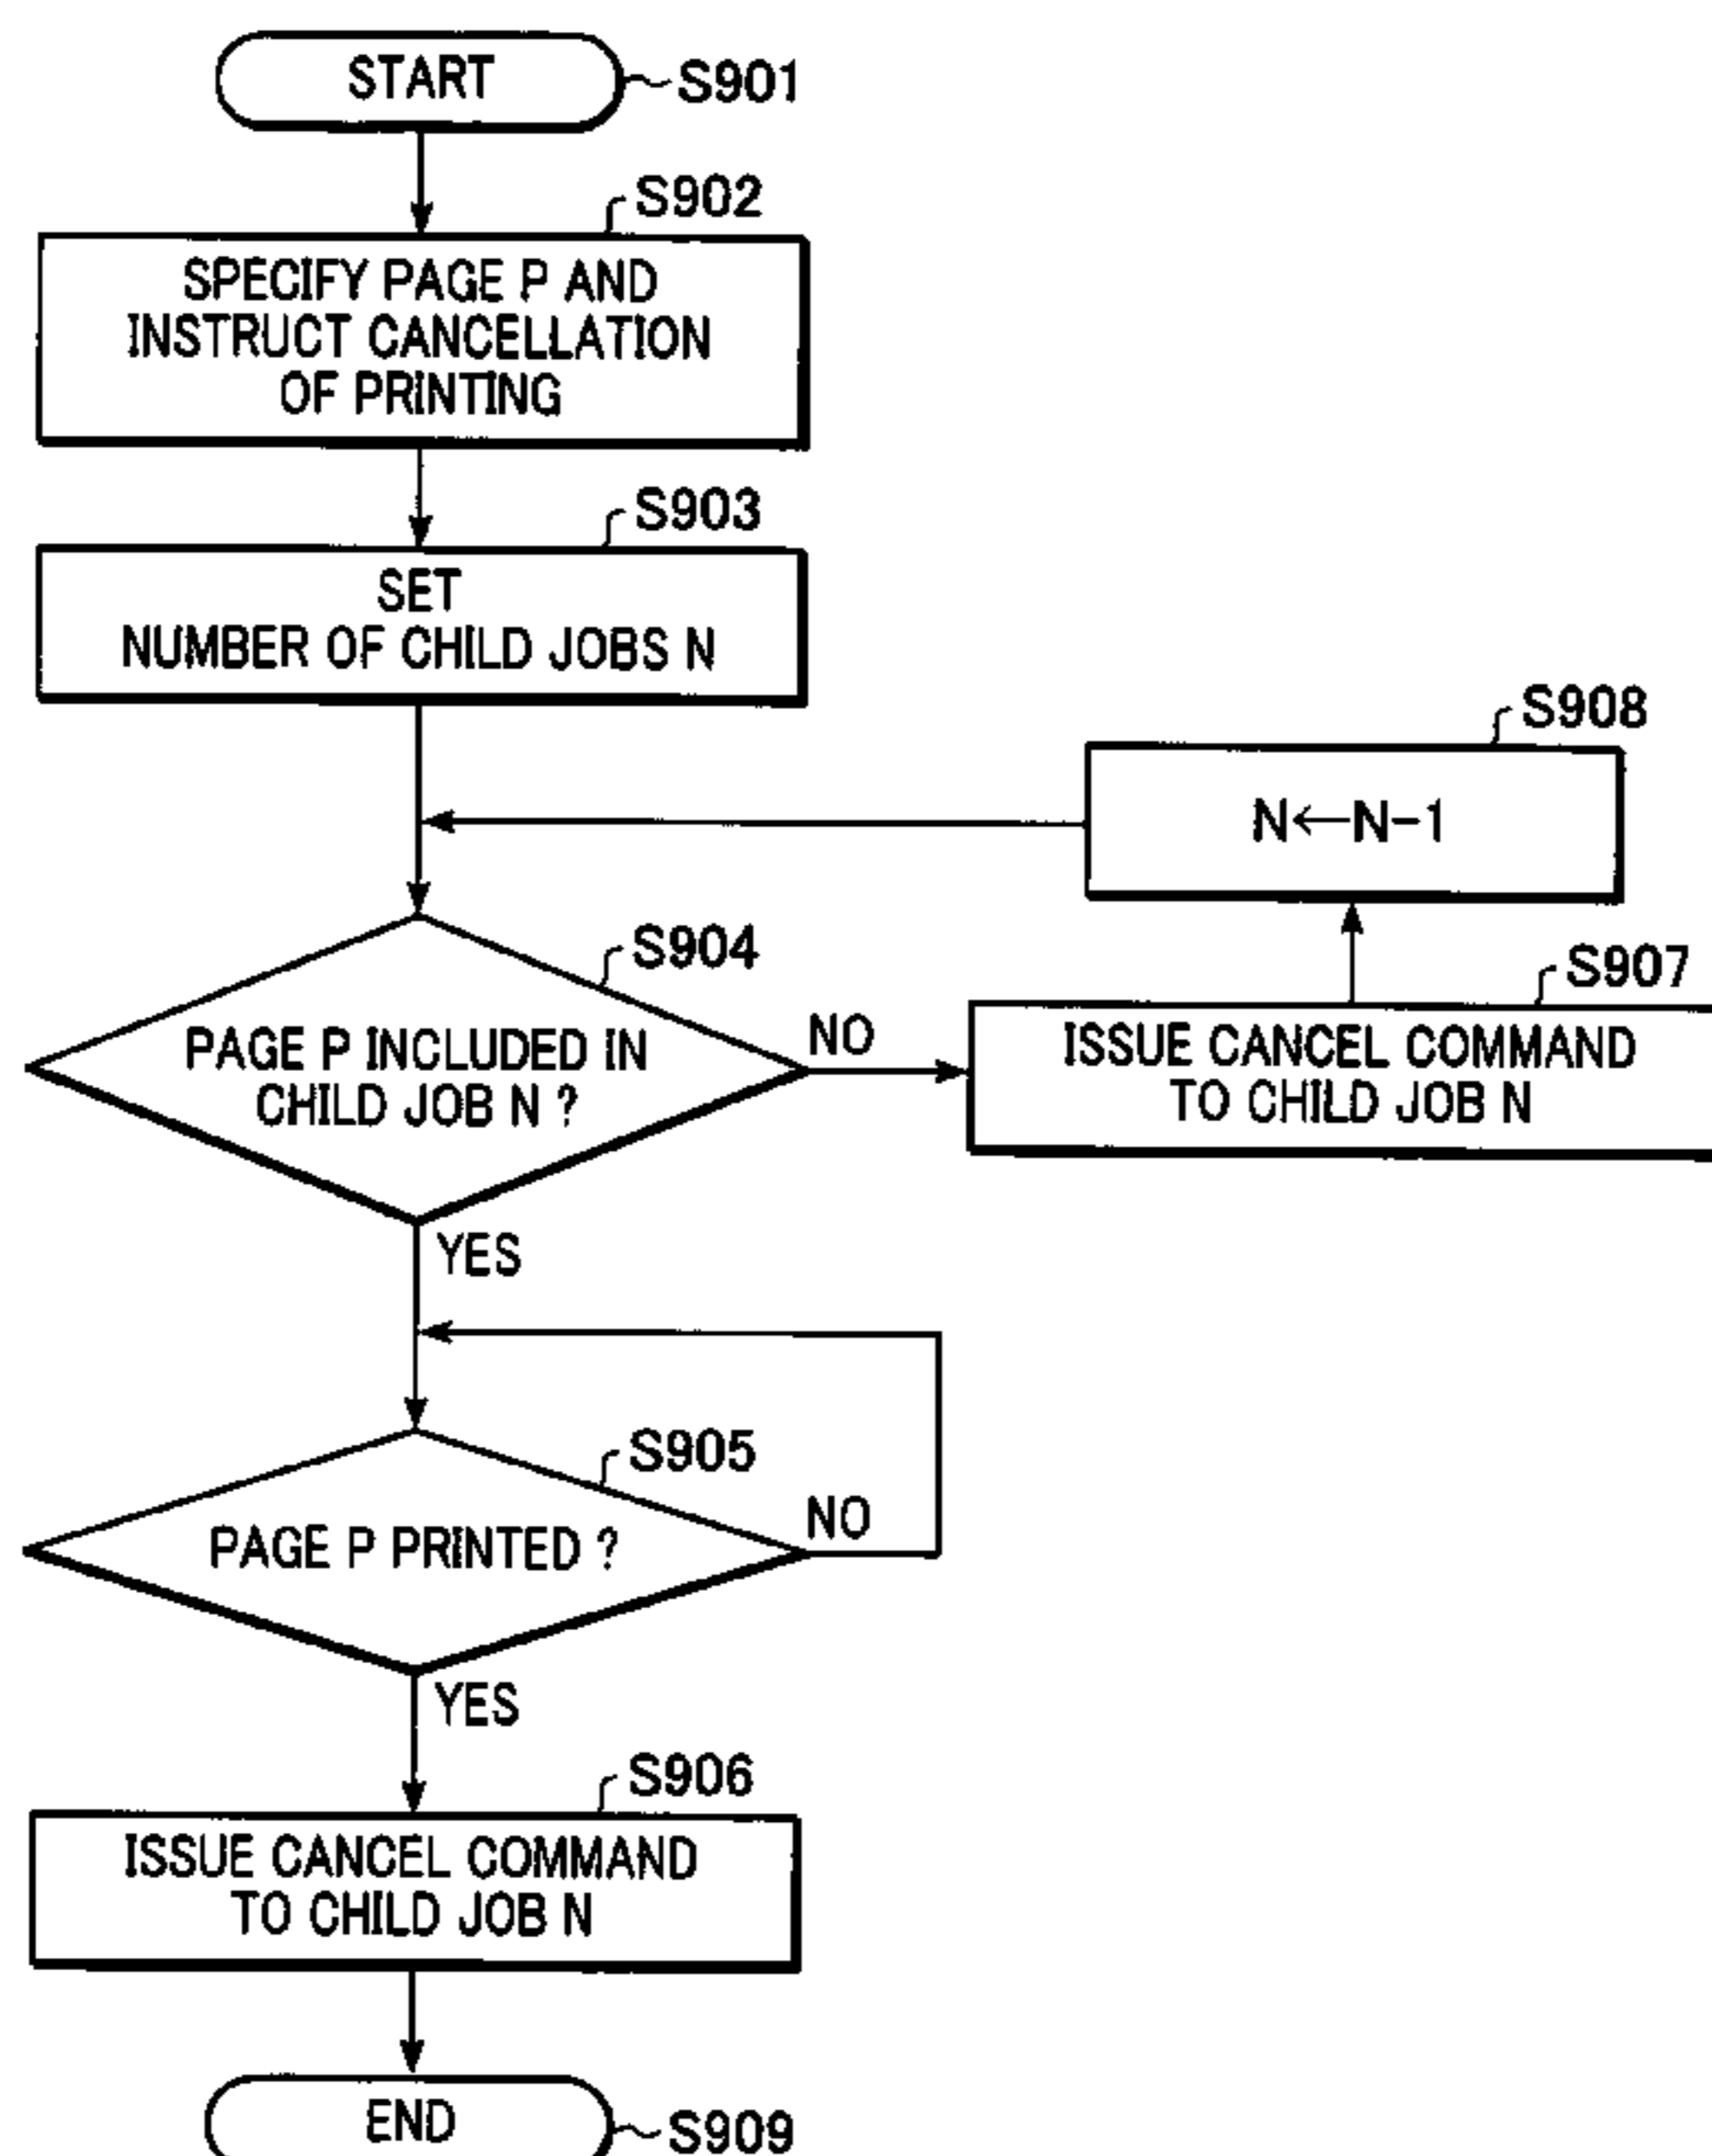 START
S901
S902
SPECIFY PAGE P AND
INSTRUCT CANCELLATION
OF PRINTING
S903
SET
NUMBER OF CHILD JOBS N
S908
N←N-1
S904
PAGE P INCLUDED IN
CHILD JOB N ?
NO
S907
ISSUE CANCEL COMMAND
TO CHILD JOB N
YES
S905
PAGE P PRINTED ?
NO
YES
S906
ISSUE CANCEL COMMAND
TO CHILD JOB N
END
S909